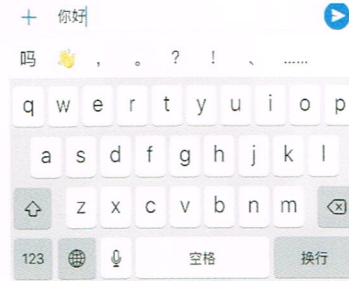 你好
吗 👋 ， 。 ？ ！ 、 ……
q w e r t y u i o p
a s d f g h j k l
z x c v b n m
123 空格 换行